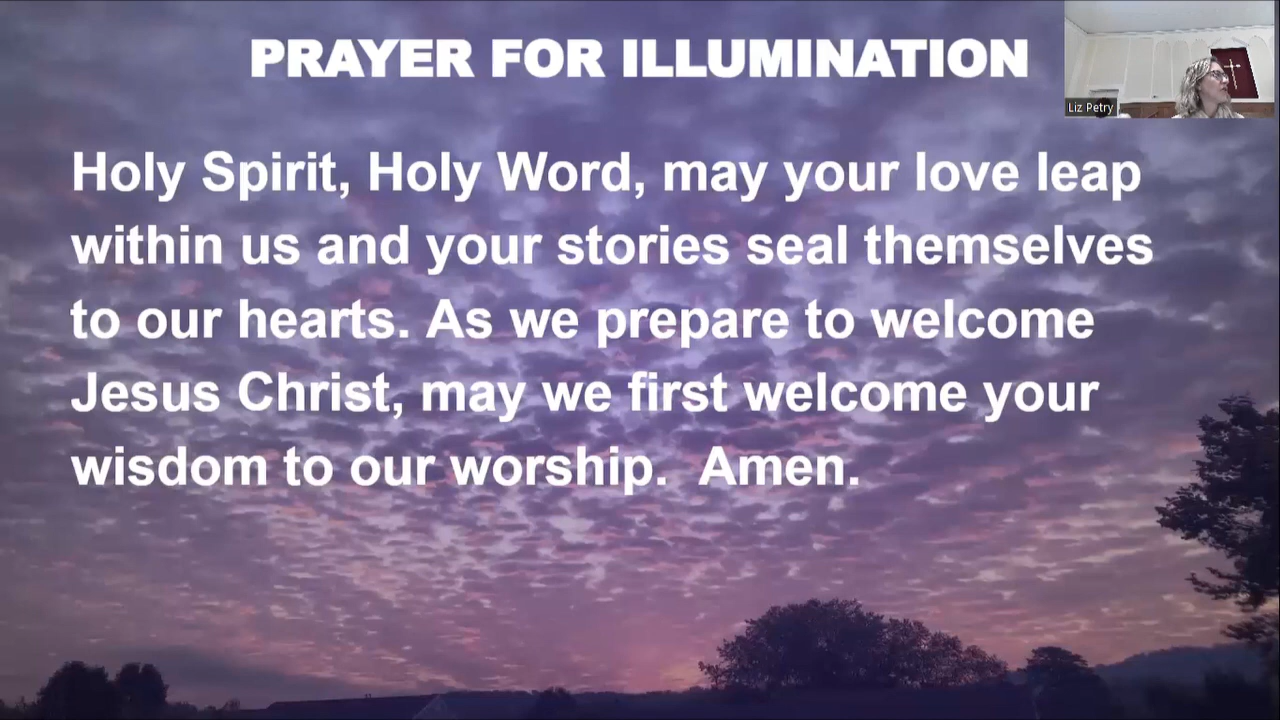 PRAYER FOR ILLUMINATION
Liz Petry
Holy Spirit, Holy Word, may your love leap
within us and your stories seal themselves
to our hearts. As we prepare to welcome
Jesus Christ, may we first welcome your
wisdom to our worship.  Amen.